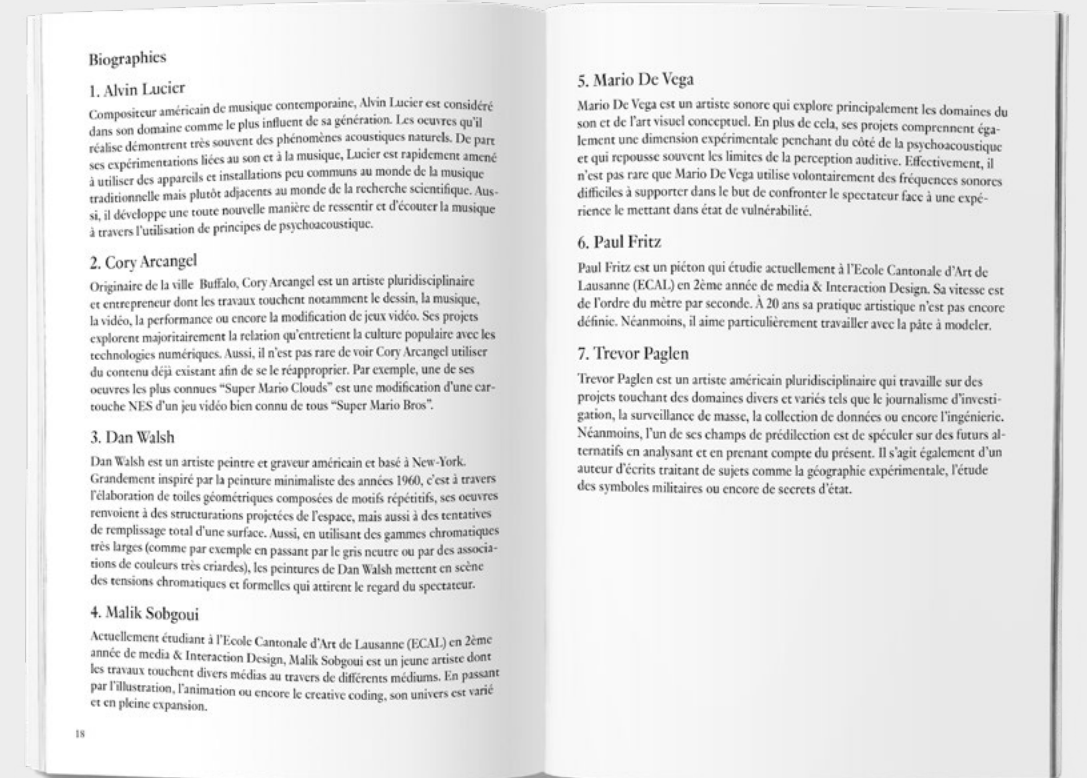 Biographies
1. Alvin Lucier
Compositeur américain de musique contemporaine, Alvin Lucier est considéré
dans son domaine comme le plus influent de sa génération. Les oeuvres qu'il
réalise démontrent très souvent des phénomènes acoustiques naturels. De part
ses expérimentations liées au son et à la musique, Lucier est rapidement amené
à utiliser des appareils et installations peu communs au monde de la musique
traditionnelle mais plutôt adjacents au monde de la recherche scientifique. Aus-
si, il développe une toute nouvelle manière de ressentir et d'écouter la musique
à travers l'utilisation de principes de psychoacoustique.
2. Cory Arcangel
Originaire de la ville Buffalo, Cory Arcangel est un artiste pluridisciplinaire
et entrepreneur dont les travaux touchent notamment le dessin, la musique,
la vidéo, la performance ou encore la modification de jeux vidéo. Ses projets
explorent majoritairement la relation qu'entretient la culture populaire avec les
technologies numériques. Aussi, il n'est pas rare de voir Cory Arcangel utiliser
du contenu déjà existant afin de se le réapproprier. Par exemple, une de ses
oeuvres les plus connues “Super Mario Clouds” est une modification d'une car-
touche NES d'un jeu vidéo bien connu de tous “Super Mario Bros”.
3. Dan Walsh
Dan Walsh est un artiste peintre et graveur américain et basé à New-York.
Grandement inspiré par la peinture minimaliste des années 1960, c'est à travers
l'élaboration de toiles géométriques composées de motifs répétitifs, ses oeuvres
renvoient à des structurations projetées de l'espace, mais aussi à des tentatives
de remplissage total d'une surface. Aussi, en utilisant des gammes chromatiques
très larges (comme par exemple en passant par le gris neutre ou par des associa-
tions de couleurs très criardes), les peintures de Dan Walsh mettent en scène
des tensions chromatiques et formelles qui attirent le regard du spectateur.
4. Malik Sobgoui
Actuellement étudiant à l'Ecole Cantonale d'Art de Lausanne (ECAL) en 2ème
année de media & Interaction Design, Malik Sobgoui est un jeune artiste dont
les travaux touchent divers médias au travers de différents médiums. En passant
par l'illustration, l'animation ou encore le creative coding, son univers est varié
et en pleine expansion.
18
5. Mario De Vega
Mario De Vega est un artiste sonore qui explore principalement les domaines du
son et de l'art visuel conceptuel. En plus de cela, ses projets comprennent éga-
lement une dimension expérimentale penchant du côté de la psychoacoustique
et qui repousse souvent les limites de la perception auditive. Effectivement, il
n'est pas rare que Mario De Vega utilise volontairement des fréquences sonores
difficiles à supporter dans le but de confronter le spectateur face à une expé-
rience le mettant dans état de vulnérabilité.
6. Paul Fritz
Paul Fritz est un piéton qui étudie actuellement à l'Ecole Cantonale d'Art de
Lausanne (ECAL) en 2ème année de media & Interaction Design. Sa vitesse est
de l'ordre du mètre par seconde. À 20 ans sa pratique artistique n'est pas encore
définie. Néanmoins, il aime particulièrement travailler avec la pâte à modeler.
7. Trevor Paglen
Trevor Paglen est un artiste américain pluridisciplinaire qui travaille sur des
projets touchant des domaines divers et variés tels que le journalisme d'investi-
gation, la surveillance de masse, la collection de données ou encore l'ingénierie.
Néanmoins, l'un de ses champs de prédilection est de spéculer sur des futurs al-
ternatifs en analysant et en prenant compte du présent. Il s'agit également d'un
auteur d'écrits traitant de sujets comme la géographie expérimentale, l'étude
des symboles militaires ou encore de secrets d'état.